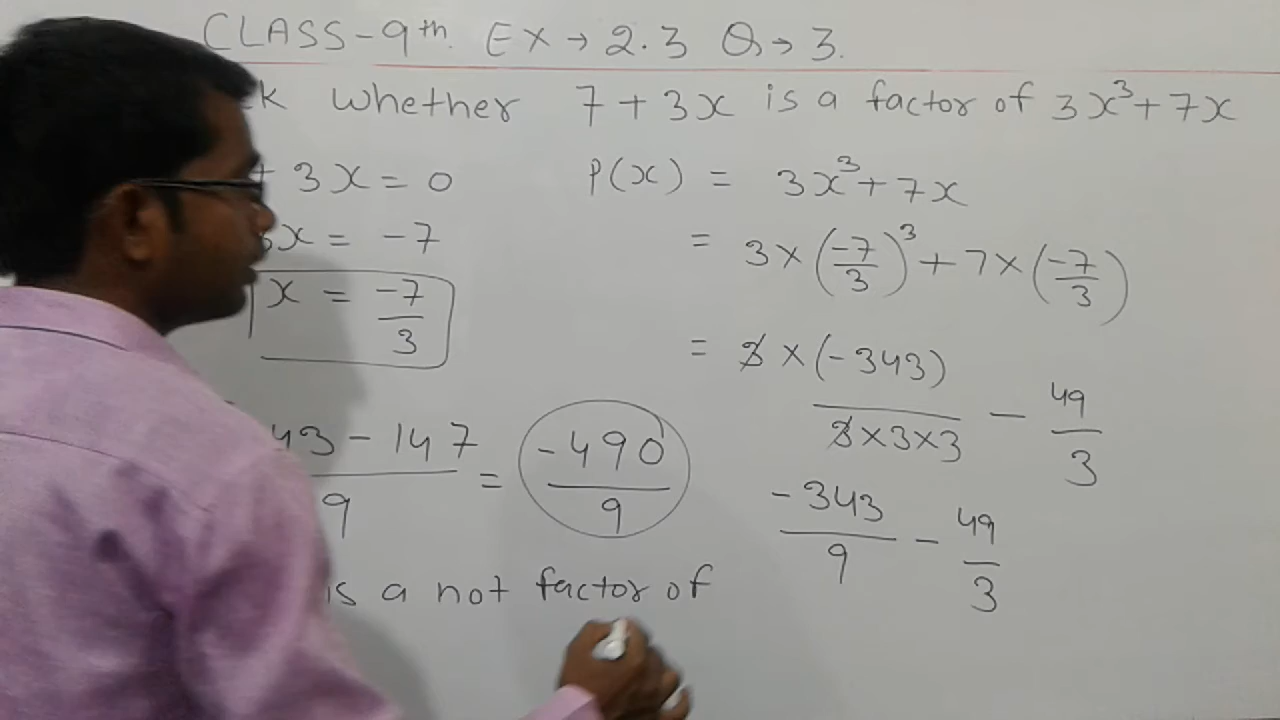 CLASS-9th. EX → 2.3 Q → 3.
whether 7 + 3x is a factor of 3x³ + 7x
3x = 0
x = -7
x = -7/3
P(x) = 3x³ + 7x
= 3 × (-7/3)³ + 7 × (-7/3)
= 3 × (-343) / 3×3×3 - 49/3
-343/9 - 49/3
43 - 147 / 9 = -490/9
is a not factor of